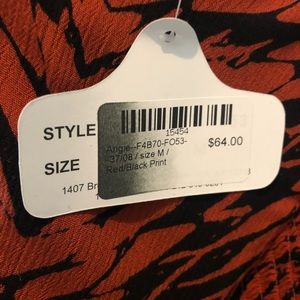 STYLE
15454
Angie--F4B70-FO53-
$64.00
SIZE
-37/08 / size M /
Red/Black Print
1407 Br